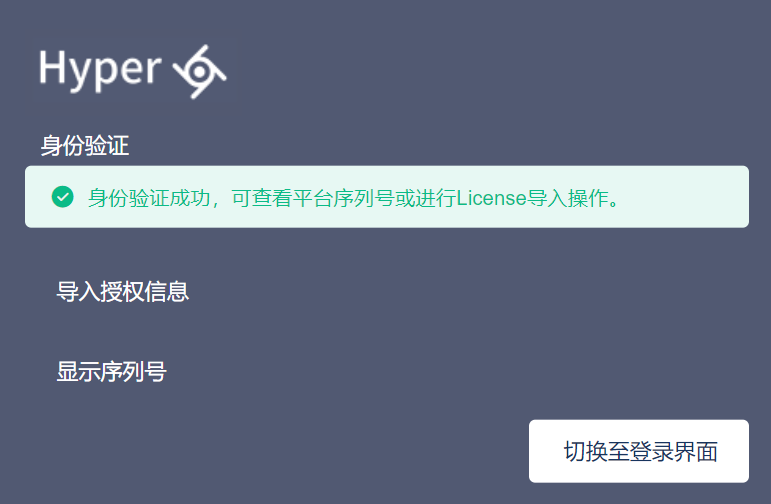 Hyper
身份验证
身份验证成功，可查看平台序列号或进行License导入操作。
导入授权信息
显示序列号
切换至登录界面